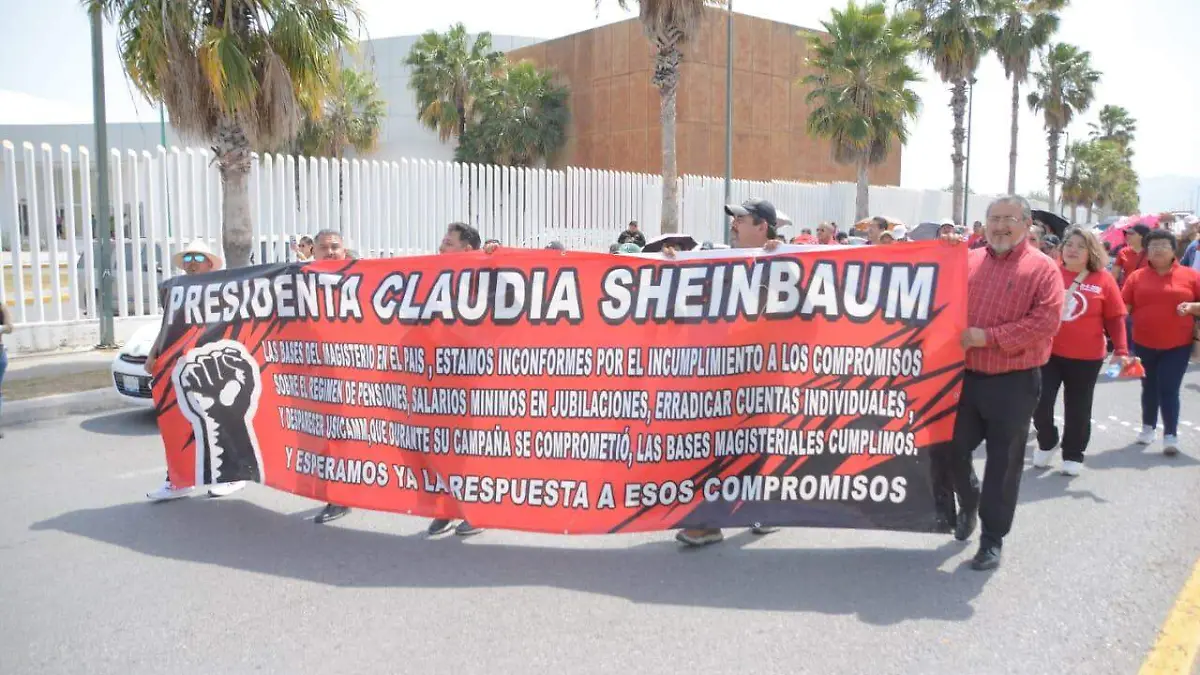 PRESIDENTA CLAUDIA SHEINBAUM
LAS BASES DEL MAGISTERIO EN EL PAIS, ESTAMOS INCONFORMES POR EL INCUMPLIMIENTO A LOS COMPROMISOS
SOBRE EL REGIMEN DE PENSIONES, SALARIOS MINIMOS EN JUBILACIONES, ERRADICAR CUENTAS INDIVIDUALES,
Y DESPARECER USICAMM, QUE DURANTE SU CAMPAÑA SE COMPROMETIÓ, LAS BASES MAGISTERIALES CUMPLIMOS.
Y ESPERAMOS YA LA RESPUESTA A ESOS COMPROMISOS